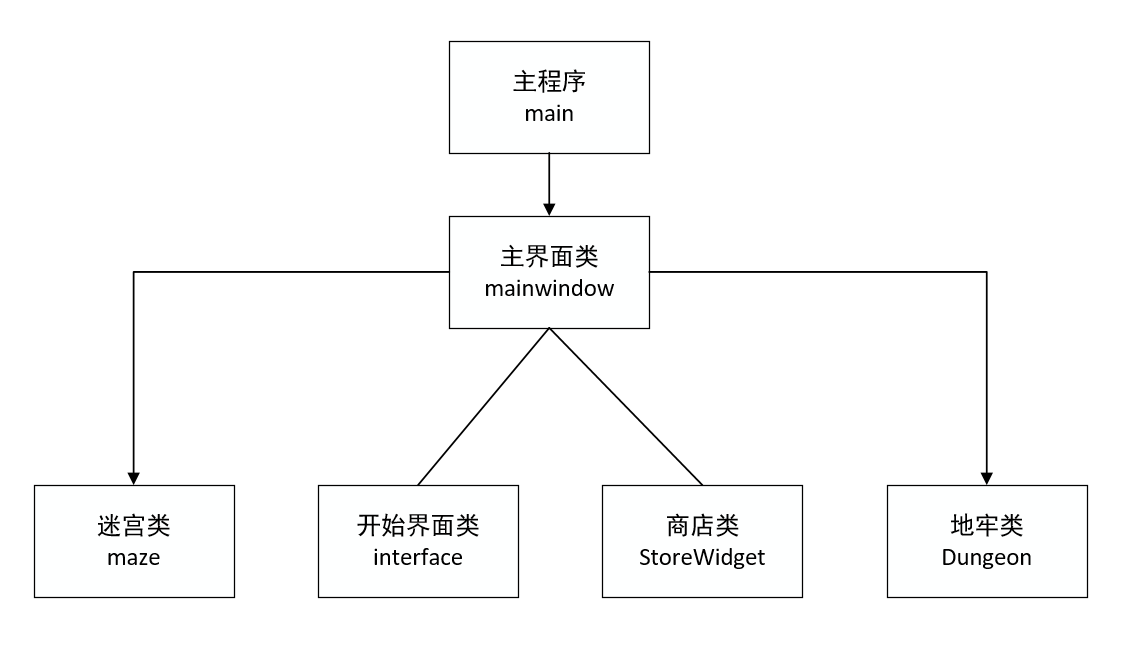 主程序
main
主界面类
mainwindow
迷宫类
maze
开始界面类
interface
商店类
StoreWidget
地牢类
Dungeon